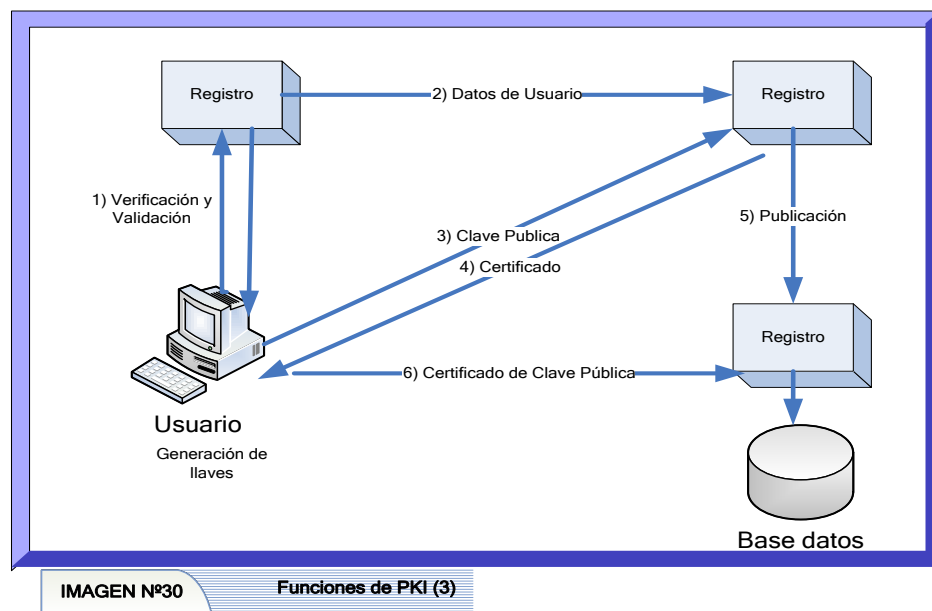 Registro
2) Datos de Usuario
Registro
1) Verificación y
Validación
3) Clave Publica
4) Certificado
5) Publicación
Registro
6) Certificado de Clave Pública
Usuario
Generación de
llaves
Base datos
IMAGEN Nº30
Funciones de PKI (3)